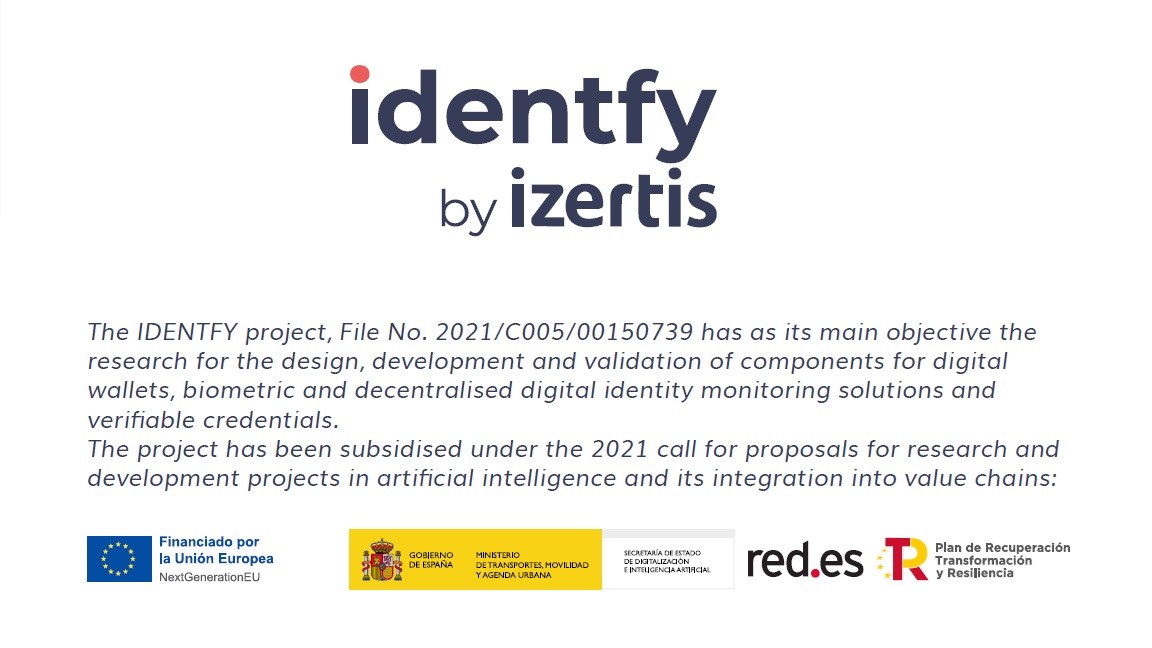 identfy
by izertis
The IDENTFY project, File No. 2021/C005/00150739 has as its main objective the
research for the design, development and validation of components for digital
wallets, biometric and decentralised digital identity monitoring solutions and
verifiable credentials.
The project has been subsidised under the 2021 call for proposals for research and
development projects in artificial intelligence and its integration into value chains:
Financiado por
la Unión Europea
NextGenerationEU
GOBIERNO
DE ESPAÑA
MINISTERIO
DE TRANSPORTES, MOVILIDAD
Y AGENDA URBANA
SECRETARÍA DE ESTADO
DE DIGITALIZACIÓN
E INTELIGENCIA ARTIFICIAL
red.es
TR
Plan de Recuperación
Transformación
y Resiliencia